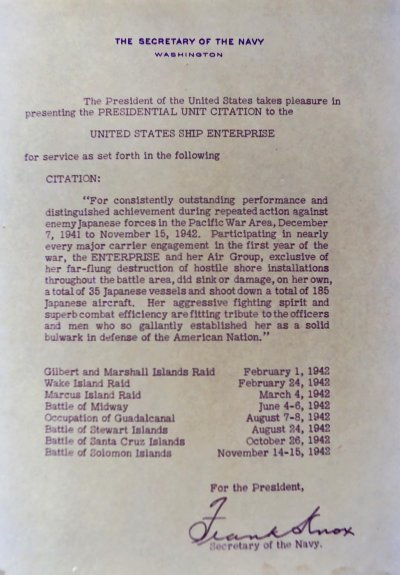 THE SECRETARY OF THE NAVY
WASHINGTON
The President of the United States takes pleasure in
presenting the PRESIDENTIAL UNIT CITATION to the
UNITED STATES SHIP ENTERPRISE
for service as set forth in the following
CITATION:
"For consistently outstanding performance and
distinguished achievement during repeated action against
enemy Japanese forces in the Pacific War Area, December
7, 1941 to November 15, 1942. Participating in nearly
every major carrier engagement in the first year of the
war, the ENTERPRISE and her Air Group, exclusive of
her far-flung destruction of hostile shore installations
throughout the battle area, did sink or damage, on her own,
a total of 35 Japanese vessels and shoot down a total of 185
Japanese aircraft. Her aggressive fighting spirit and
superb combat efficiency are fitting tribute to the officers
and men who so gallantly established her as a solid
bulwark in defense of the American Nation."
Gilbert and Marshall Islands Raid February 1, 1942
Wake Island Raid February 24, 1942
Marcus Island Raid March 4, 1942
Battle of Midway June 4-6, 1942
Occupation of Guadalcanal August 7-8, 1942
Battle of Stewart Islands August 24, 1942
Battle of Santa Cruz Islands October 26, 1942
Battle of Solomon Islands November 14-15, 1942
For the President,
Frank Knox
Secretary of the Navy.